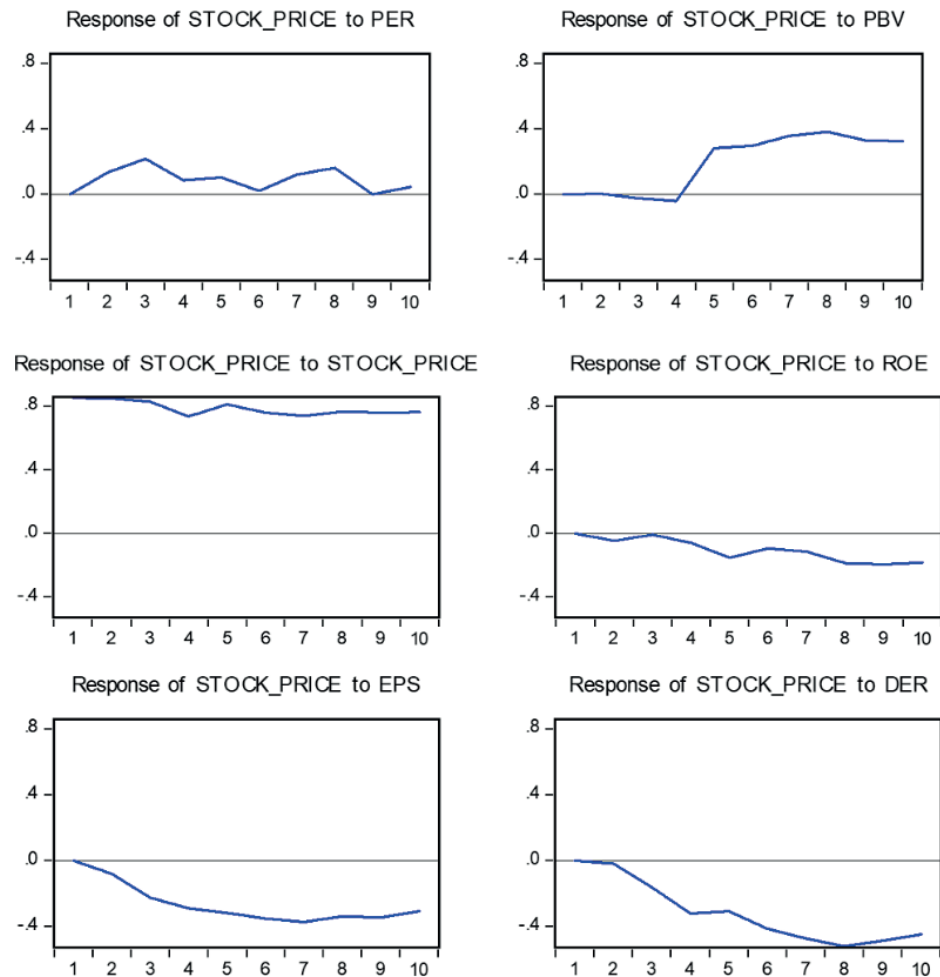 Response of STOCK_PRICE to PER
.8
.4
.0
-.4
1 2 3 4 5 6 7 8 9 10
Response of STOCK_PRICE to PBV
.8
.4
.0
-.4
1 2 3 4 5 6 7 8 9 10
Response of STOCK_PRICE to STOCK_PRICE
.8
.4
.0
-.4
1 2 3 4 5 6 7 8 9 10
Response of STOCK_PRICE to ROE
.8
.4
.0
-.4
1 2 3 4 5 6 7 8 9 10
Response of STOCK_PRICE to EPS
.8
.4
.0
-.4
1 2 3 4 5 6 7 8 9 10
Response of STOCK_PRICE to DER
.8
.4
.0
-.4
1 2 3 4 5 6 7 8 9 10